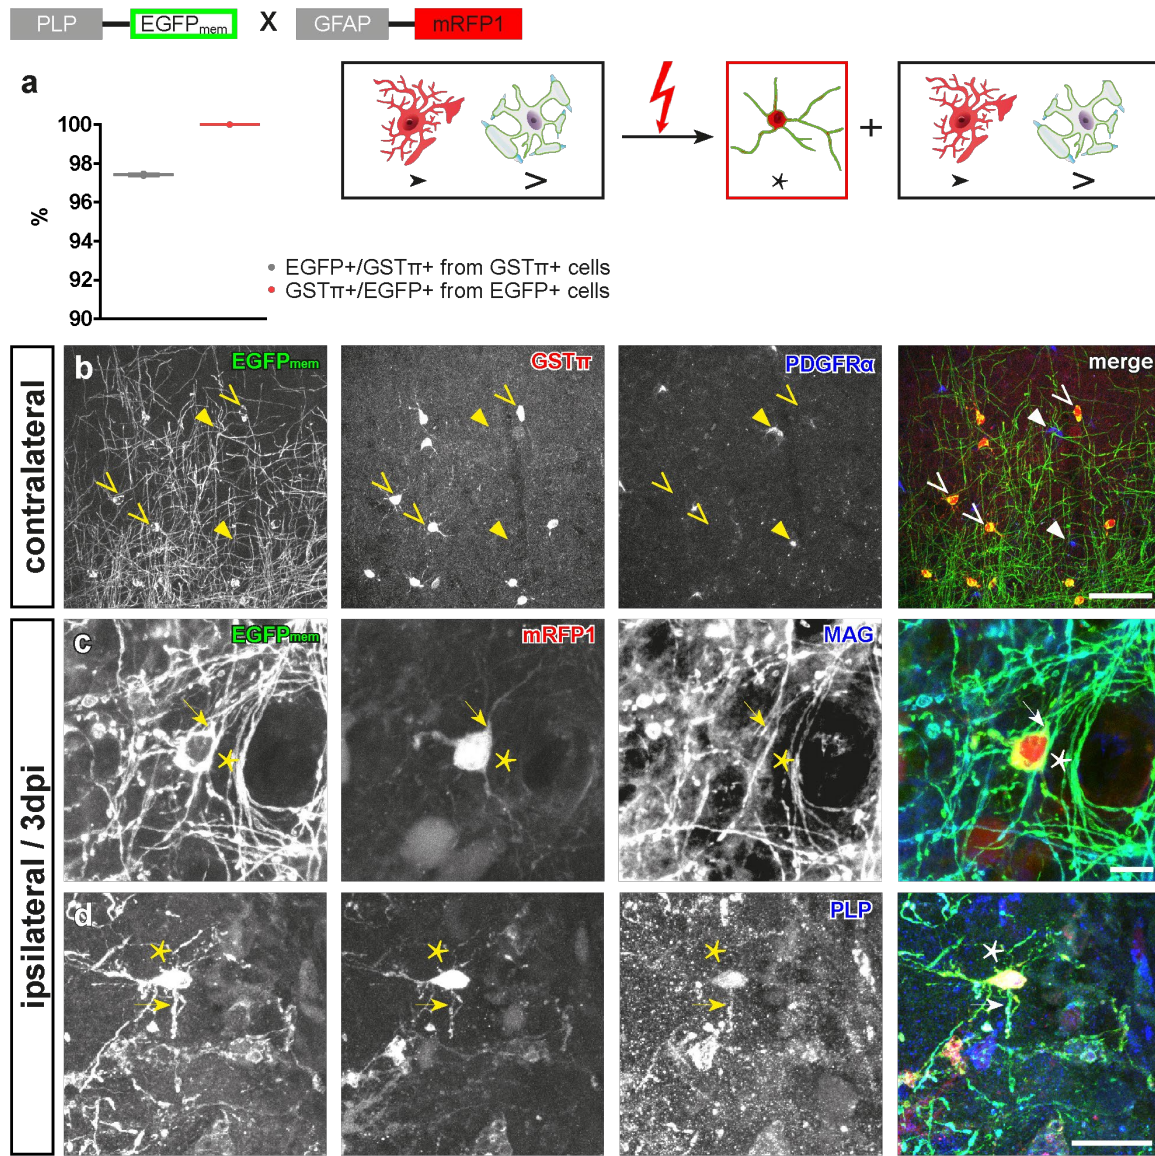 PLP EGFPmem X GFAP mRFP1
a
100
98
96
94
92
90
%
+
EGFP+/GSTπ+ from GSTπ+ cells
GSTπ+/EGFP+ from EGFP+ cells
contralateral
b EGFPmem GSTπ PDGFRα merge
ipsilateral / 3dpi
c EGFPmem mRFP1 MAG
d PLP